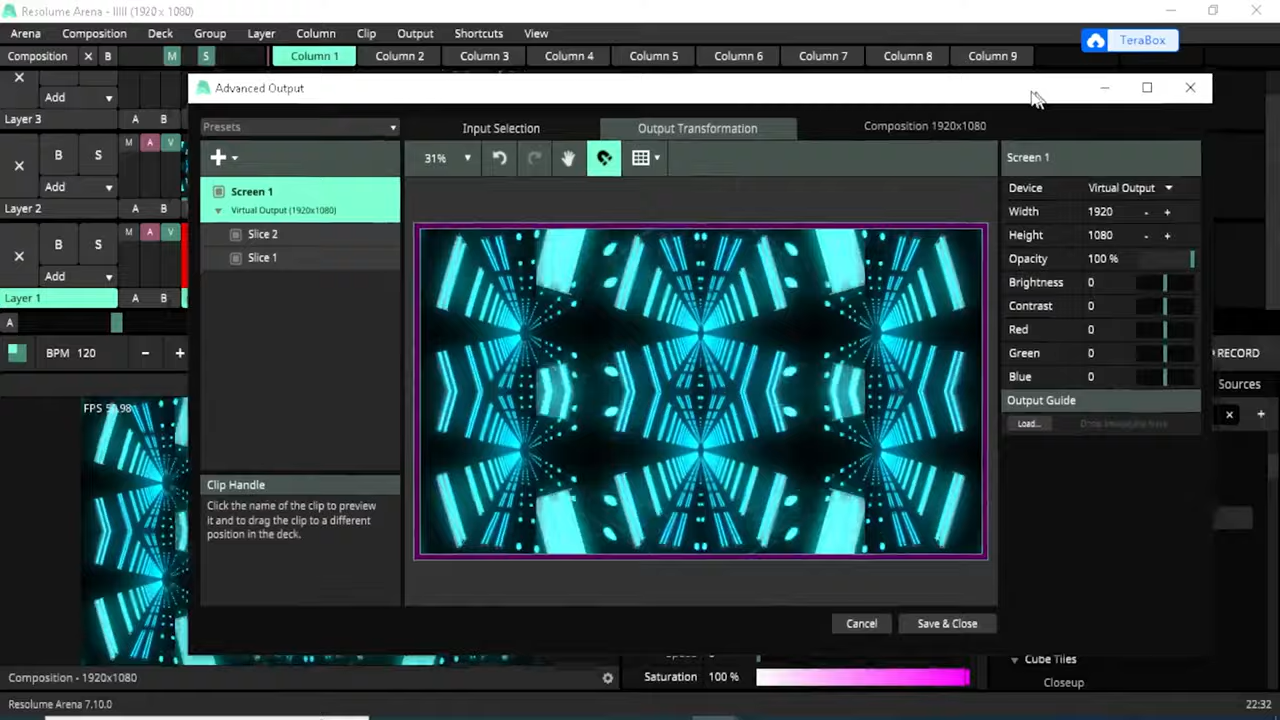 Resolume Arena - IIIII (1920 x 1080)
Arena Composition Deck Group Layer Column Clip Output Shortcuts View
TeraBox
Composition X B M S Column 1 Column 2 Column 3 Column 4 Column 5 Column 6 Column 7 Column 8 Column 9
Add
Layer 3 A B
M A V
B S
Add
Layer 2 A B
M A V
B S
Add
Layer 1 A B
A
BPM 120 - +
FPS
RECORD
Sources
Advanced Output
Presets
Input Selection Output Transformation Composition 1920x1080
31%
Screen 1
Virtual Output (1920x1080)
Slice 2
Slice 1
Clip Handle
Click the name of the clip to preview
it and to drag the clip to a different
position in the deck.
Screen 1
Device Virtual Output
Width 1920 - +
Height 1080 - +
Opacity 100 %
Brightness 0
Contrast 0
Red 0
Green 0
Blue 0
Output Guide
Load...
Cancel Save & Close
Composition - 1920x1080
Saturation 100 %
Cube Tiles
Closeup
Resolume Arena 7.10.0
22:32